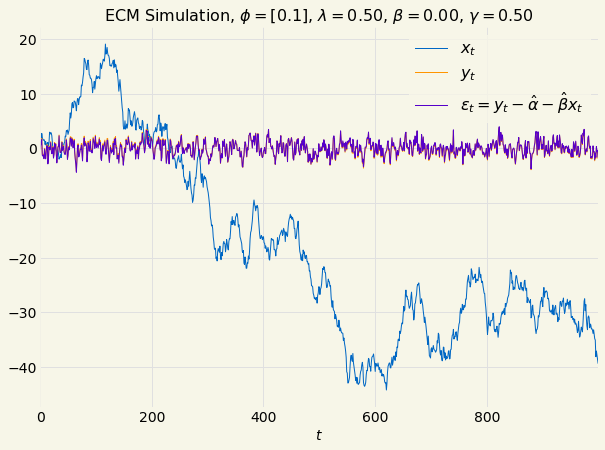 ECM Simulation, ϕ = [0.1], λ = 0.50, β = 0.00, γ = 0.50
x_t
y_t
ε_t = y_t − α̂ − β̂x_t
20
10
0
−10
−20
−30
−40
0 200 400 600 800
t